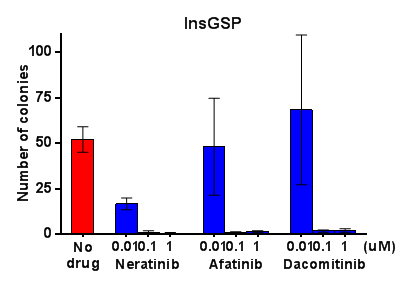 InsGSP
Number of colonies
100
75
50
25
0
No drug
0.01 0.1 1 0.01 0.1 1 0.01 0.1 1 (uM)
Neratinib Afatinib Dacomitinib